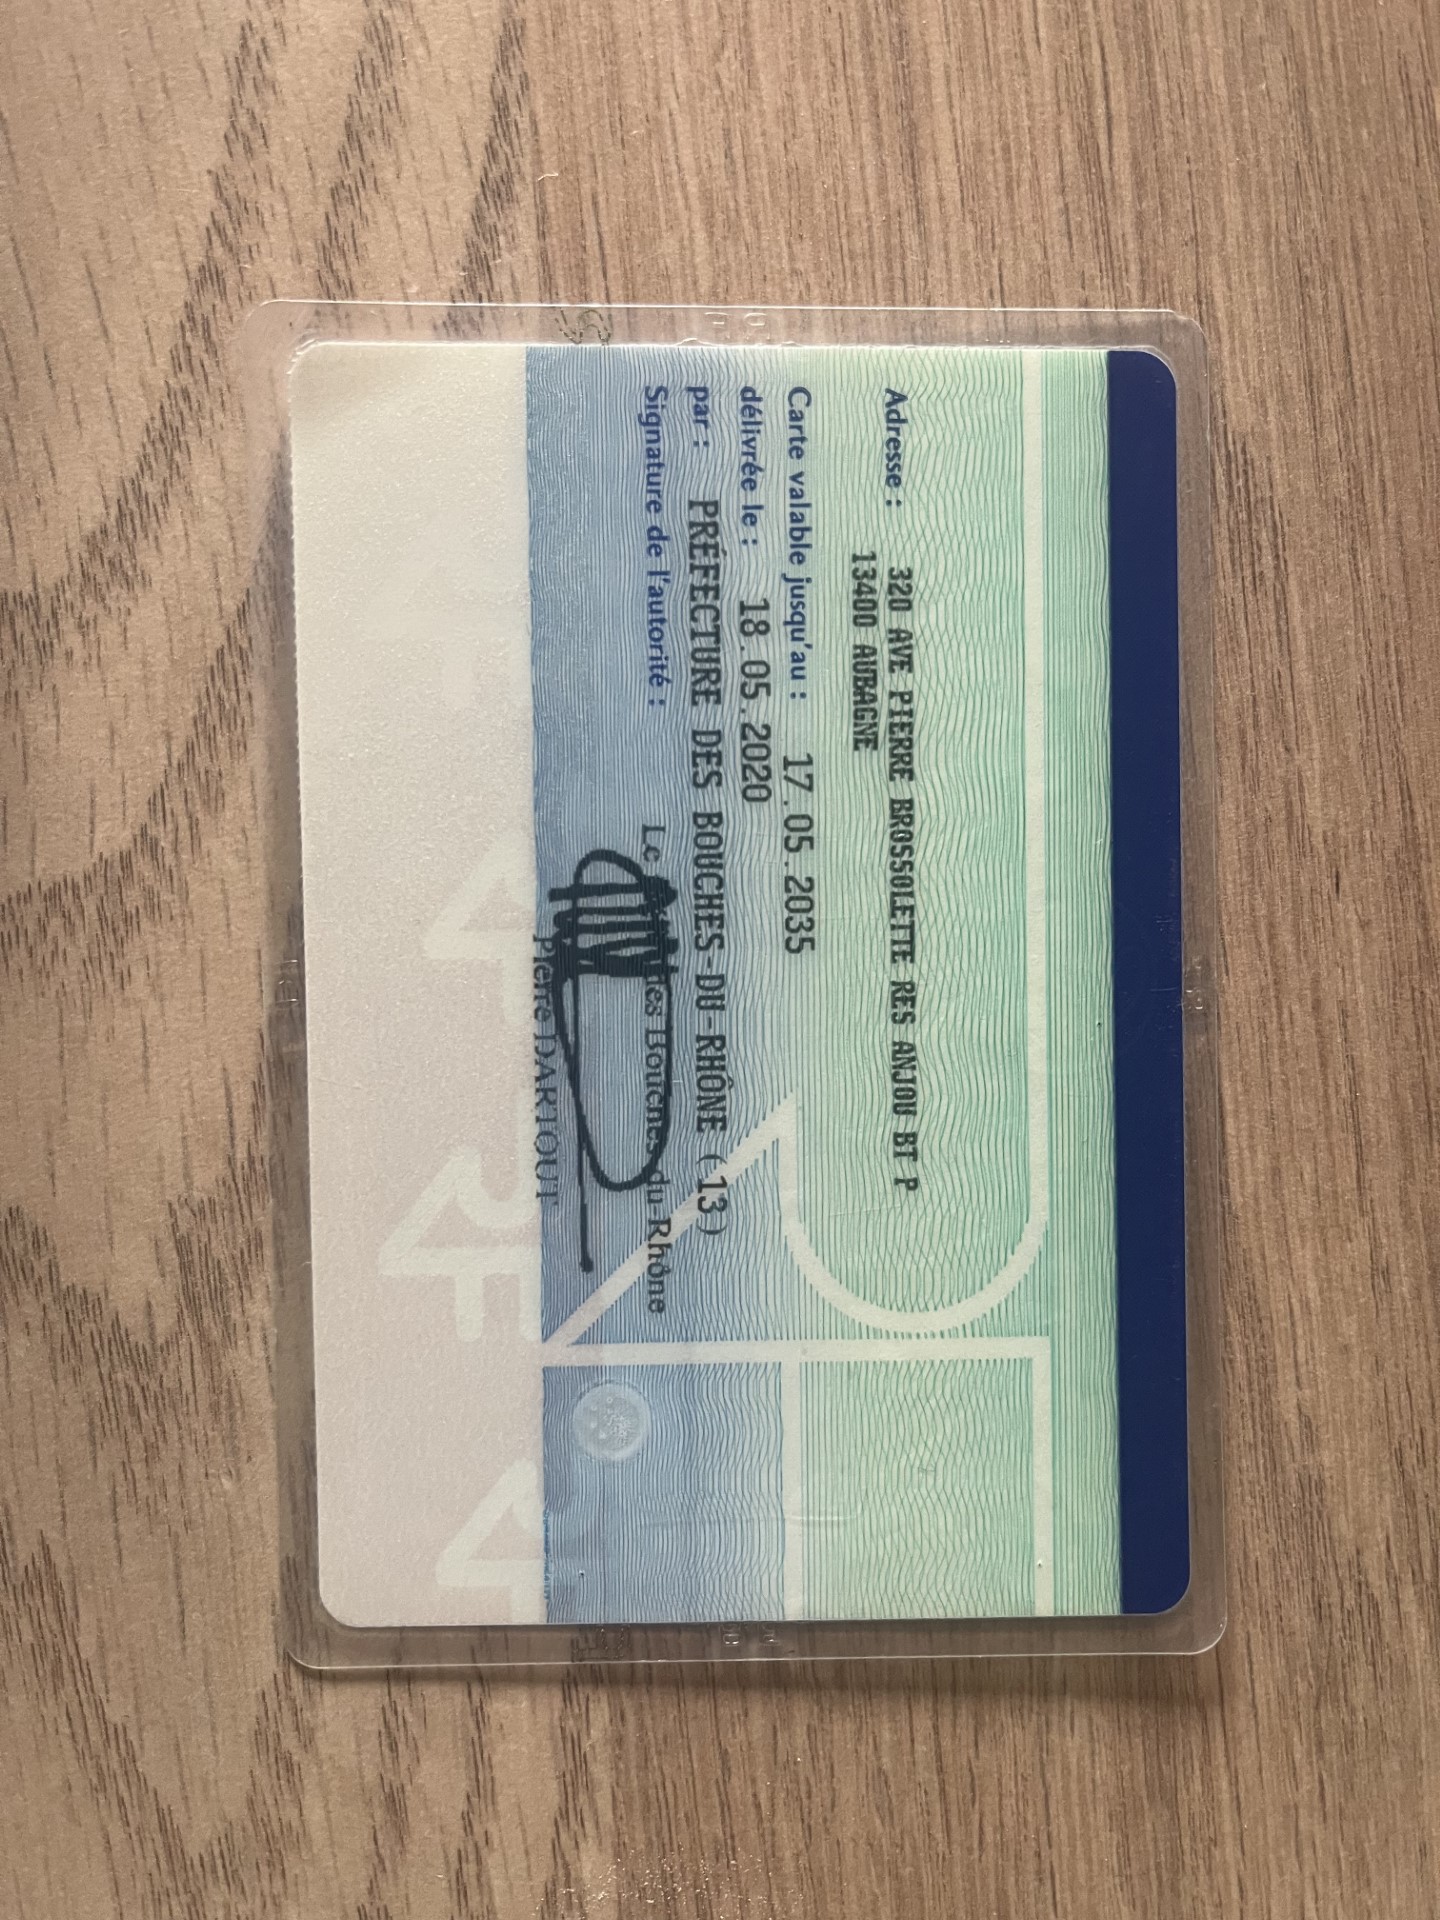 Adresse : 320 AVE PIERRE BROSSOLETTE RES ANJOU BT P
13400 AUBAGNE
Carte valable jusqu'au : 17.05.2035
délivrée le : 18.05.2020
par : PRÉFECTURE DES BOUCHES-DU-RHÔNE (13)
Signature de l'autorité :
Le des Bouches-du-Rhône
Pierre DARTOUT